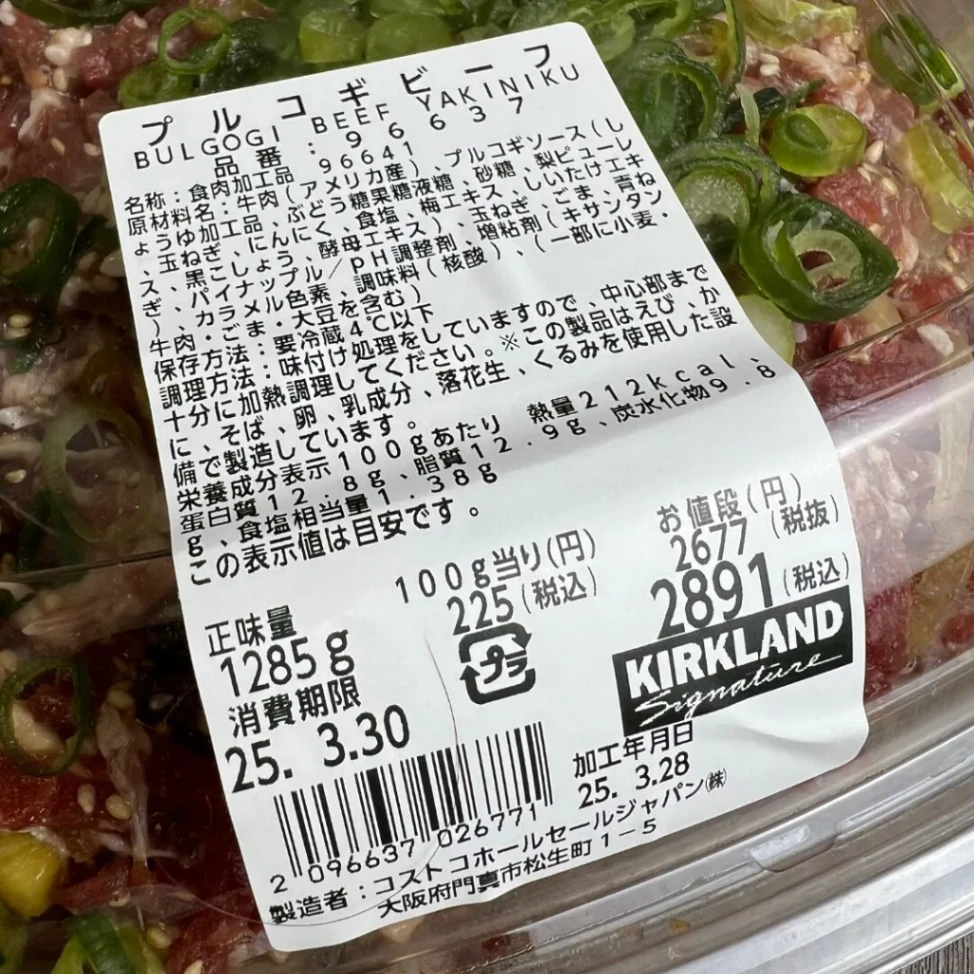 プルコギビーフ
BULGOGI BEEF YAKINIKU
品番:96637
96641
名称:食肉加工品
原材料名:牛肉(アメリカ産)、プルコギソース(し
ょうゆ、ぶどう糖果糖液糖、砂糖、梨ピューレ
、玉ねぎ、にんにく、食塩、梅エキス、しいたけエキ
ス、黒こしょう、酵母エキス)、玉ねぎ、ごま、青ね
ぎ、パイナップル/pH調整剤、増粘剤(キサンタン
)、カラメル色素、調味料(核酸)、(一部に小麦・
牛肉・ごま・大豆を含む)
保存方法:要冷蔵4℃以下
調理方法:味付け処理をしていますので、中心部まで
十分に加熱調理してください。※この製品はえび、か
に、そば、卵、乳成分、落花生、くるみを使用した設
備で製造しています。
栄養成分表示100gあたり 熱量212kcal、
蛋白質12.8g、脂質12.9g、炭水化物9.8
g、食塩相当量1.38g
この表示値は目安です。
100g当り(円) お値段(円)
225(税込) 2677(税抜)
2891(税込)
正味量
1285g
プラ
KIRKLAND
Signature
消費期限
25. 3.30
加工年月日
25. 3.28
2 096637 026771
製造者:コストコホールセールジャパン㈱
大阪府門真市松生町1-5